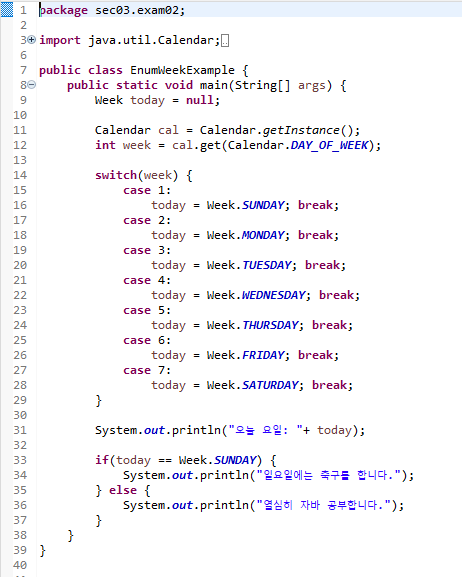 1 package sec03.exam02;
2
3 import java.util.Calendar;
6
7 public class EnumWeekExample {
8 public static void main(String[] args) {
9 Week today = null;
10
11 Calendar cal = Calendar.getInstance();
12 int week = cal.get(Calendar.DAY_OF_WEEK);
13
14 switch(week) {
15 case 1:
16 today = Week.SUNDAY; break;
17 case 2:
18 today = Week.MONDAY; break;
19 case 3:
20 today = Week.TUESDAY; break;
21 case 4:
22 today = Week.WEDNESDAY; break;
23 case 5:
24 today = Week.THURSDAY; break;
25 case 6:
26 today = Week.FRIDAY; break;
27 case 7:
28 today = Week.SATURDAY; break;
29 }
30
31 System.out.println("오늘 요일: "+ today);
32
33 if(today == Week.SUNDAY) {
34 System.out.println("일요일에는 축구를 합니다.");
35 } else {
36 System.out.println("열심히 자바 공부합니다.");
37 }
38 }
39 }
40